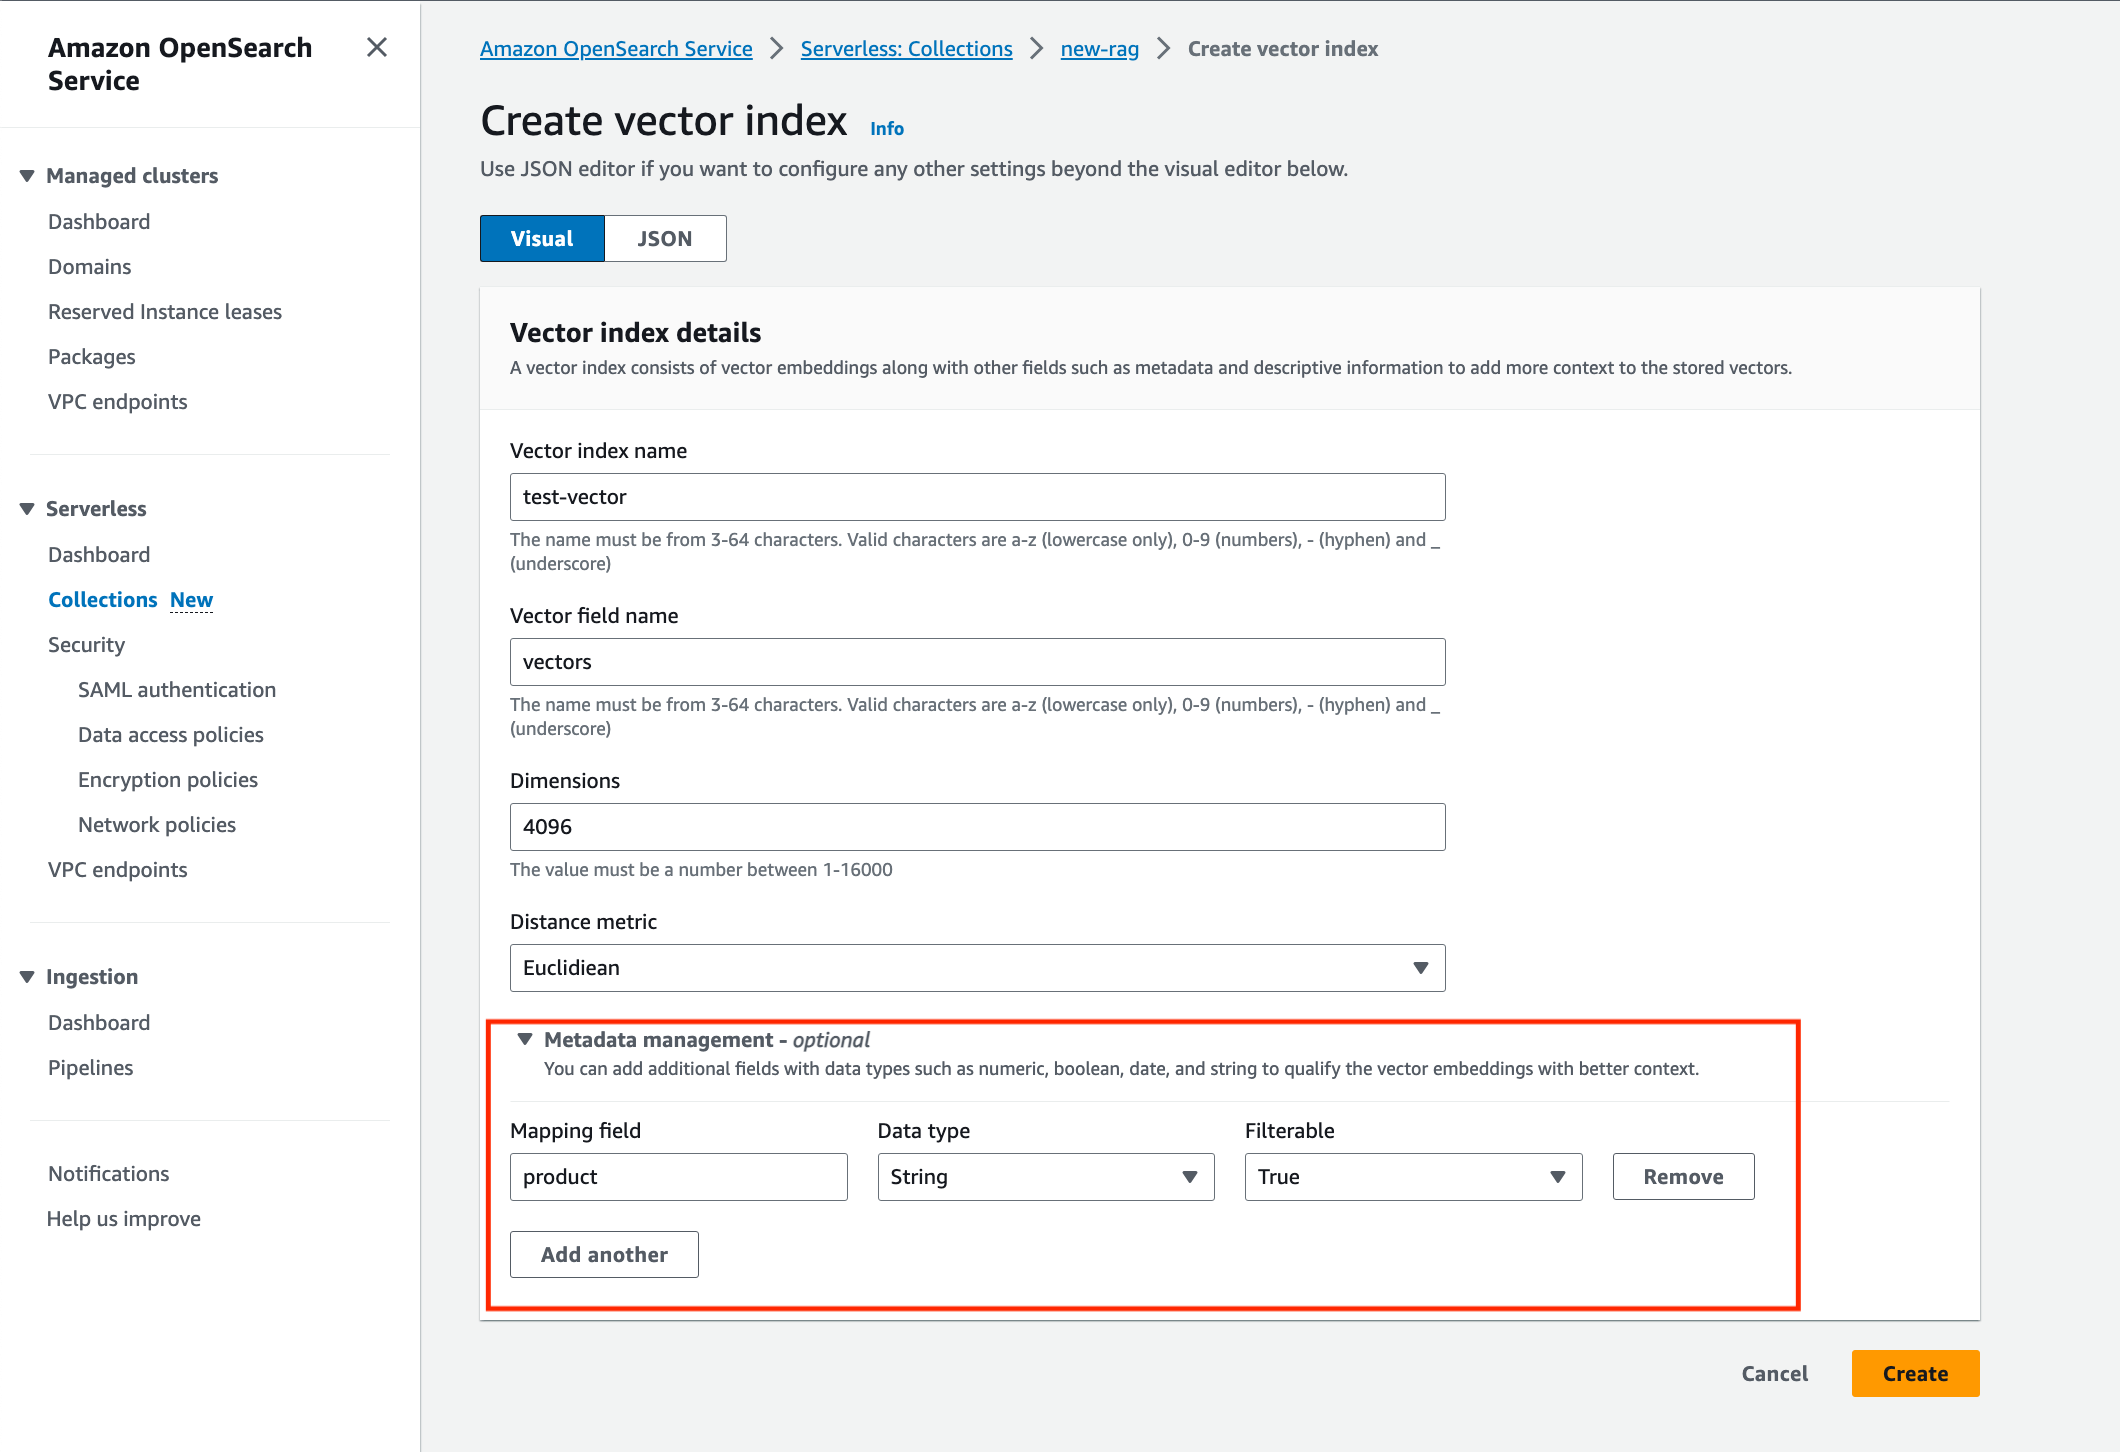 Amazon OpenSearch
Service
Managed clusters
Dashboard
Domains
Reserved Instance leases
Packages
VPC endpoints
Serverless
Dashboard
Collections New
Security
SAML authentication
Data access policies
Encryption policies
Network policies
VPC endpoints
Ingestion
Dashboard
Pipelines
Notifications
Help us improve
Amazon OpenSearch Service > Serverless: Collections > new-rag > Create vector index
Create vector index Info
Use JSON editor if you want to configure any other settings beyond the visual editor below.
Visual JSON
Vector index details
A vector index consists of vector embeddings along with other fields such as metadata and descriptive information to add more context to the stored vectors.
Vector index name
test-vector
The name must be from 3-64 characters. Valid characters are a-z (lowercase only), 0-9 (numbers), - (hyphen) and _
(underscore)
Vector field name
vectors
The name must be from 3-64 characters. Valid characters are a-z (lowercase only), 0-9 (numbers), - (hyphen) and _
(underscore)
Dimensions
4096
The value must be a number between 1-16000
Distance metric
Euclidiean
Metadata management - optional
You can add additional fields with data types such as numeric, boolean, date, and string to qualify the vector embeddings with better context.
Mapping field Data type Filterable
product String True Remove
Add another
Cancel Create